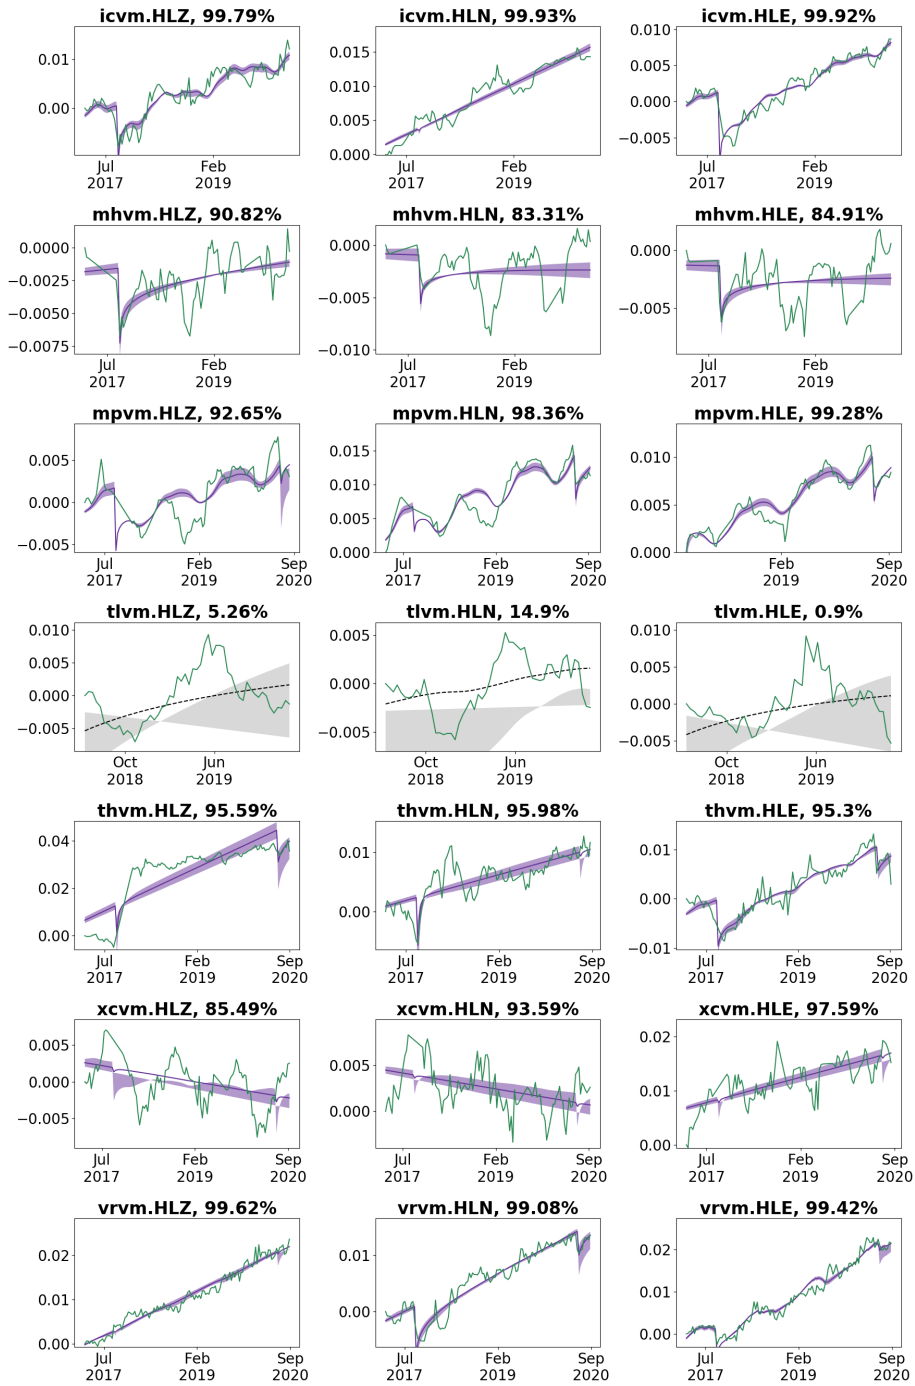 icvm.HLZ, 99.79%
0.01
0.00
Jul
2017
Feb
2019
icvm.HLN, 99.93%
0.015
0.010
0.005
0.000
Jul
2017
Feb
2019
icvm.HLE, 99.92%
0.010
0.005
0.000
−0.005
Jul
2017
Feb
2019
mhvm.HLZ, 90.82%
0.0000
−0.0025
−0.0050
−0.0075
Jul
2017
Feb
2019
mhvm.HLN, 83.31%
0.000
−0.005
−0.010
Jul
2017
Feb
2019
mhvm.HLE, 84.91%
0.000
−0.005
Jul
2017
Feb
2019
mpvm.HLZ, 92.65%
0.005
0.000
−0.005
Jul
2017
Feb
2019
Sep
2020
mpvm.HLN, 98.36%
0.015
0.010
0.005
0.000
Jul
2017
Feb
2019
Sep
2020
mpvm.HLE, 99.28%
0.010
0.005
0.000
Feb
2019
Sep
2020
tlvm.HLZ, 5.26%
0.010
0.005
0.000
−0.005
Oct
2018
Jun
2019
tlvm.HLN, 14.9%
0.005
0.000
−0.005
Oct
2018
Jun
2019
tlvm.HLE, 0.9%
0.010
0.005
0.000
−0.005
Oct
2018
Jun
2019
thvm.HLZ, 95.59%
0.04
0.02
0.00
Jul
2017
Feb
2019
Sep
2020
thvm.HLN, 95.98%
0.01
0.00
Jul
2017
Feb
2019
Sep
2020
thvm.HLE, 95.3%
0.01
0.00
−0.01
Jul
2017
Feb
2019
Sep
2020
xcvm.HLZ, 85.49%
0.005
0.000
−0.005
Jul
2017
Feb
2019
Sep
2020
xcvm.HLN, 93.59%
0.005
0.000
Jul
2017
Feb
2019
Sep
2020
xcvm.HLE, 97.59%
0.02
0.01
0.00
Jul
2017
Feb
2019
Sep
2020
vrvm.HLZ, 99.62%
0.02
0.01
0.00
Jul
2017
Feb
2019
Sep
2020
vrvm.HLN, 99.08%
0.01
0.00
Jul
2017
Feb
2019
Sep
2020
vrvm.HLE, 99.42%
0.02
0.01
0.00
Jul
2017
Feb
2019
Sep
2020